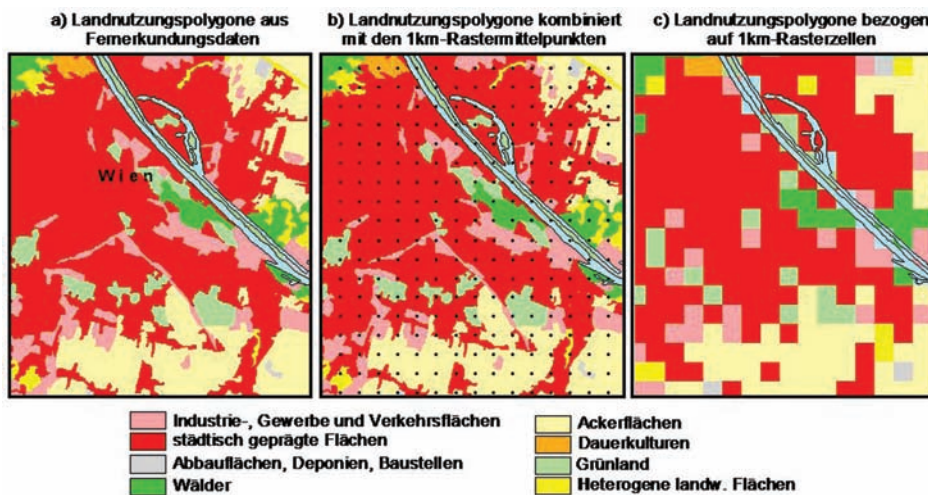 a) Landnutzungspolygone aus
Fernerkundungsdaten
b) Landnutzungspolygone kombiniert
mit den 1km-Rastermittelpunkten
c) Landnutzungspolygone bezogen
auf 1km-Rasterzellen
Wien
Industrie-, Gewerbe und Verkehrsflächen
städtisch geprägte Flächen
Abbauflächen, Deponien, Baustellen
Wälder
Ackerflächen
Dauerkulturen
Grünland
Heterogene landw. Flächen